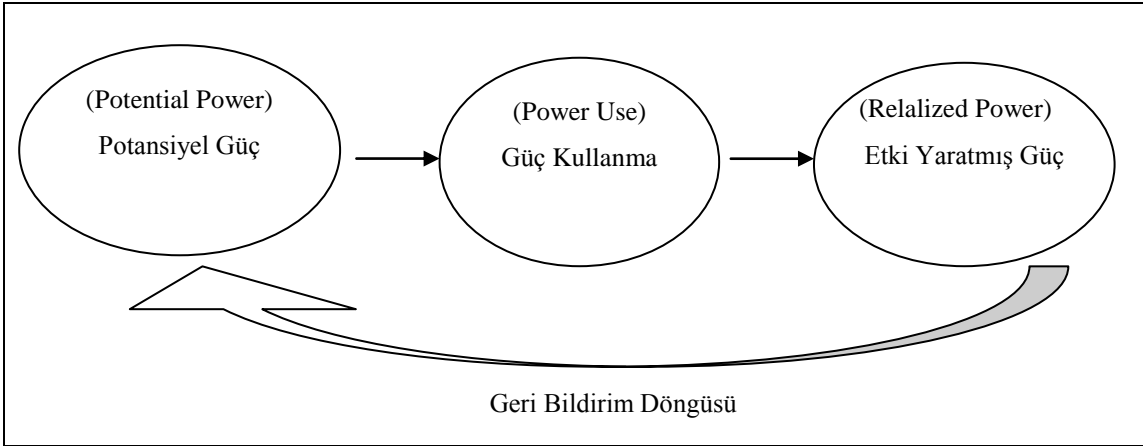 (Potential Power)
Potansiyel Güç
(Power Use)
Güç Kullanma
(Relalized Power)
Etki Yaratmış Güç
Geri Bildirim Döngüsü